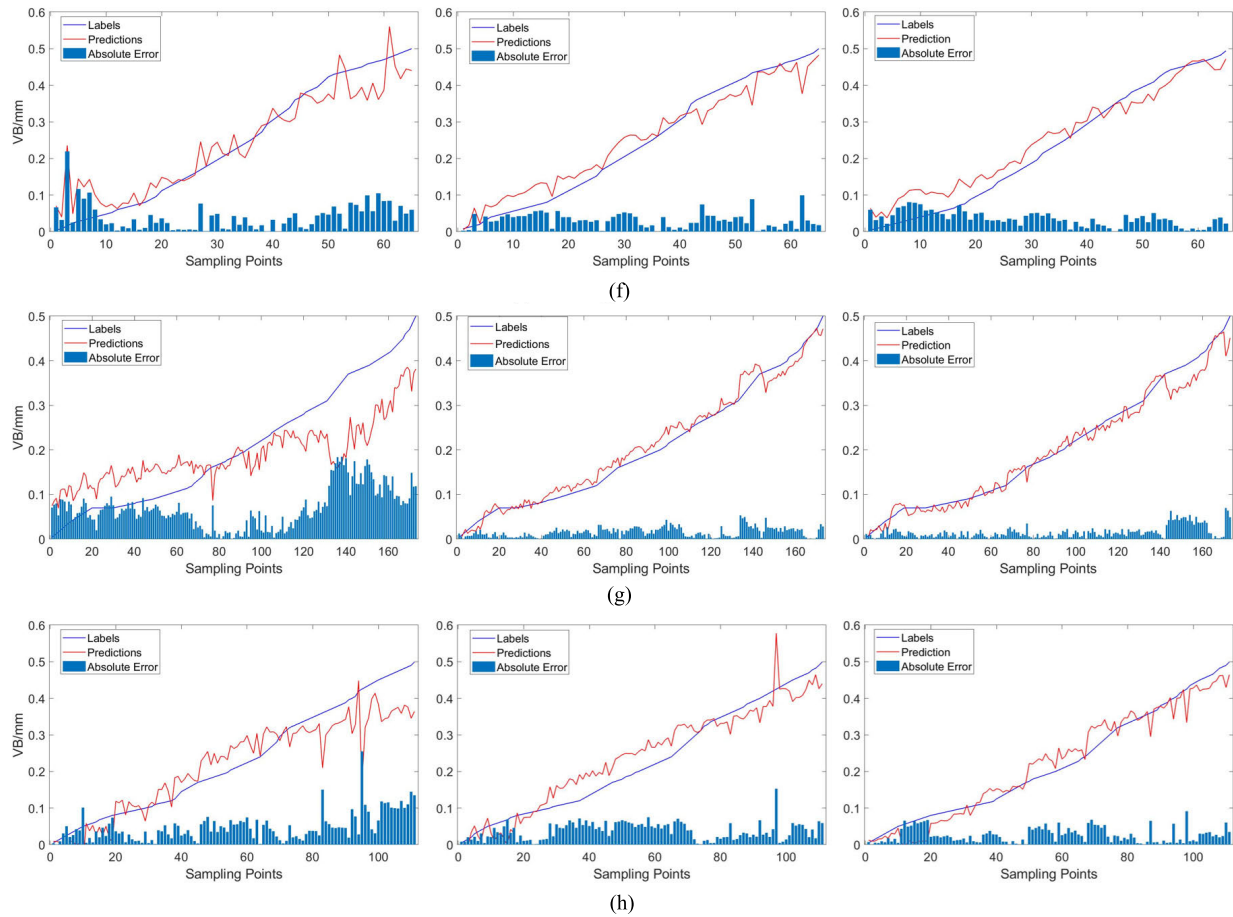 Labels
Predictions
Absolute Error
VB/mm
0.6
0.5
0.4
0.3
0.2
0.1
0
0 10 20 30 40 50 60
Sampling Points
Labels
Predictions
Absolute Error
0.6
0.5
0.4
0.3
0.2
0.1
0
0 10 20 30 40 50 60
Sampling Points
Labels
Prediction
Absolute Error
0.6
0.5
0.4
0.3
0.2
0.1
0
0 10 20 30 40 50 60
Sampling Points
(f)
Labels
Predictions
Absolute Error
VB/mm
0.5
0.4
0.3
0.2
0.1
0
20 40 60 80 100 120 140 160
Sampling Points
Labels
Predictions
Absolute Error
0.5
0.4
0.3
0.2
0.1
0
0 20 40 60 80 100 120 140 160
Sampling Points
Labels
Prediction
Absolute Error
0.5
0.4
0.3
0.2
0.1
0
0 20 40 60 80 100 120 140 160
Sampling Points
(g)
Labels
Prediction
Absolute Error
VB/mm
0.6
0.5
0.4
0.3
0.2
0.1
0
20 40 60 80 100
Sampling Points
Labels
Predictions
Absolute Error
0.6
0.5
0.4
0.3
0.2
0.1
0
0 20 40 60 80 100
Sampling Points
Labels
Prediction
Absolute Error
0.6
0.5
0.4
0.3
0.2
0.1
0
0 20 40 60 80 100
Sampling Points
(h)